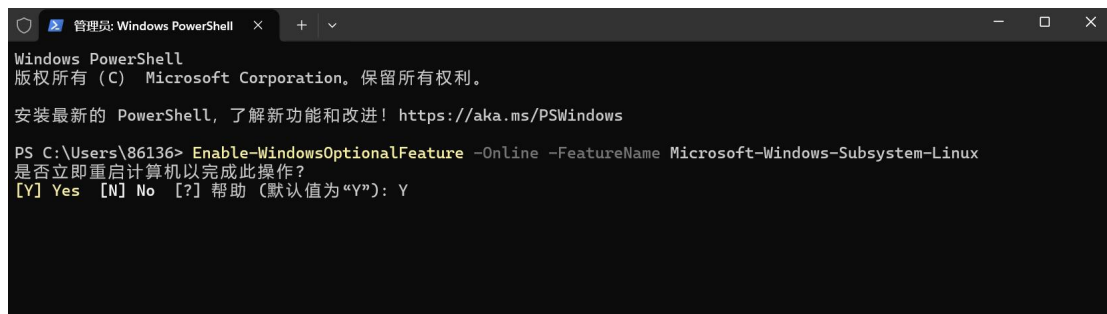 管理员: Windows PowerShell
Windows PowerShell
版权所有 (C) Microsoft Corporation。保留所有权利。
安装最新的 PowerShell，了解新功能和改进！https://aka.ms/PSWindows
PS C:\Users\86136> Enable-WindowsOptionalFeature -Online -FeatureName Microsoft-Windows-Subsystem-Linux
是否立即重启计算机以完成此操作?
[Y] Yes  [N] No  [?] 帮助 (默认值为“Y”): Y